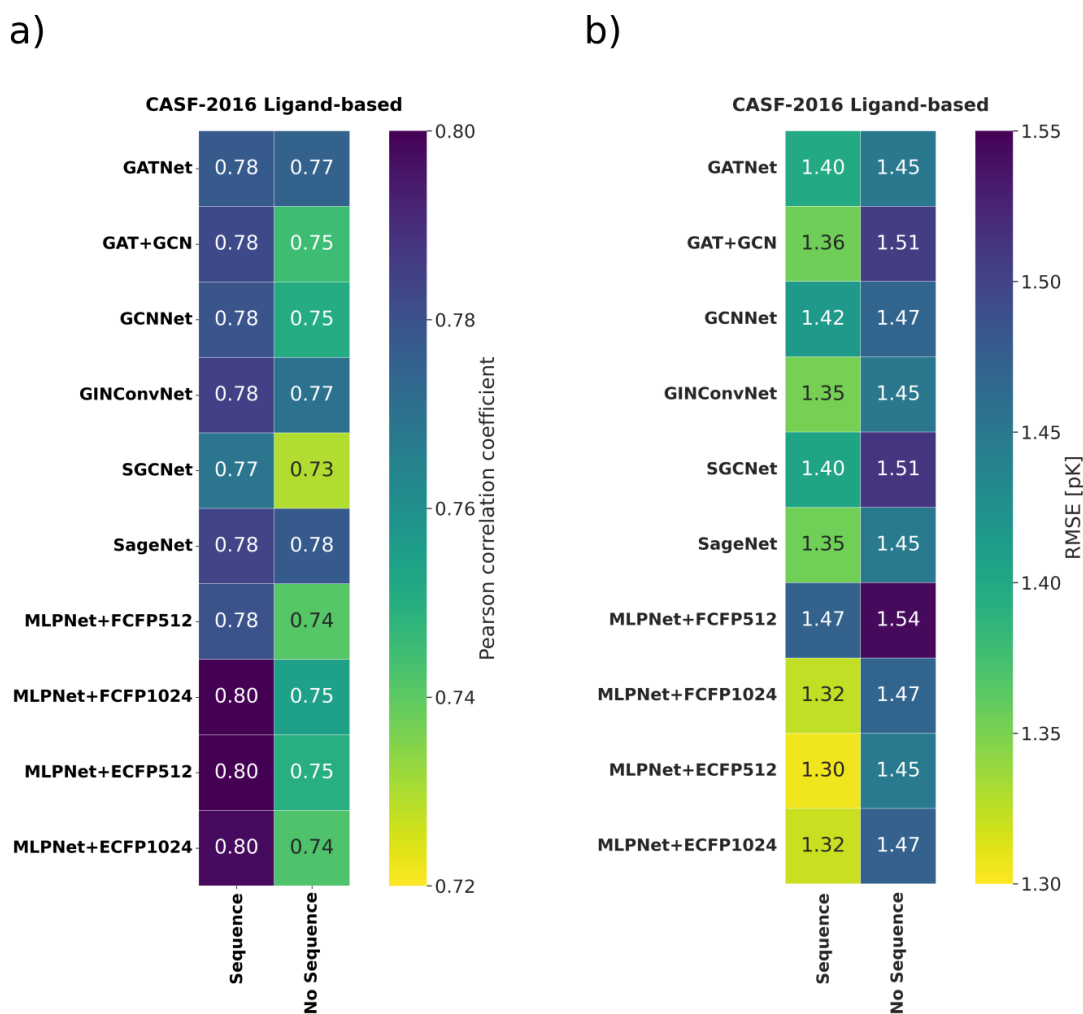 a)
CASF-2016 Ligand-based
GATNet 0.78 0.77
GAT+GCN 0.78 0.75
GCNNet 0.78 0.75
GINConvNet 0.78 0.77
SGCNet 0.77 0.73
SageNet 0.78 0.78
MLPNet+FCFP512 0.78 0.74
MLPNet+FCFP1024 0.80 0.75
MLPNet+ECFP512 0.80 0.75
MLPNet+ECFP1024 0.80 0.74
Sequence
No Sequence
0.80
0.78
0.76
0.74
0.72
Pearson correlation coefficient
b)
CASF-2016 Ligand-based
GATNet 1.40 1.45
GAT+GCN 1.36 1.51
GCNNet 1.42 1.47
GINConvNet 1.35 1.45
SGCNet 1.40 1.51
SageNet 1.35 1.45
MLPNet+FCFP512 1.47 1.54
MLPNet+FCFP1024 1.32 1.47
MLPNet+ECFP512 1.30 1.45
MLPNet+ECFP1024 1.32 1.47
Sequence
No Sequence
1.55
1.50
1.45
1.40
1.35
1.30
RMSE [pK]